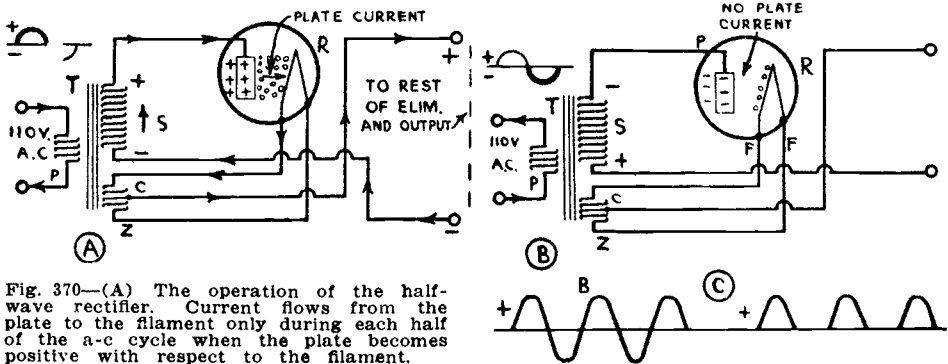 PLATE CURRENT
+
-
R
+
-
T
+
S
-
110V.
A.C
P
C
Z
TO REST
OF ELIM.
AND OUTPUT
A
NO PLATE
CURRENT
+
-
P
R
T
-
S
+
110V
A.C.
P
F
F
C
Z
B
+
B
C
+
Fig. 370—(A) The operation of the half-
wave rectifier. Current flows from the
plate to the filament only during each half
of the a-c cycle when the plate becomes
positive with respect to the filament.